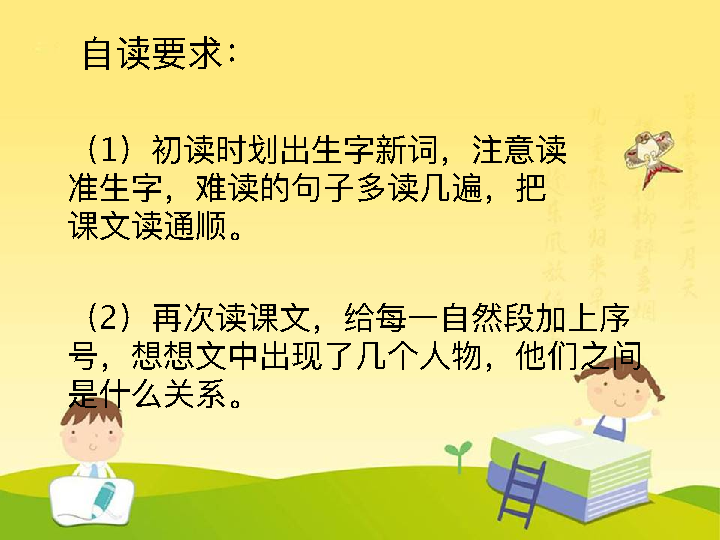 自读要求：
（1）初读时划出生字新词，注意读
准生字，难读的句子多读几遍，把
课文读通顺。
（2）再次读课文，给每一自然段加上序
号，想想文中出现了几个人物，他们之间
是什么关系。